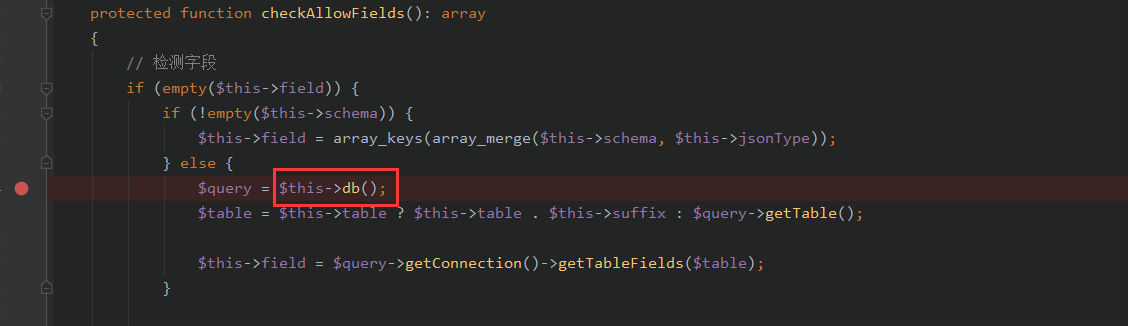 protected function checkAllowFields(): array
{
// 检测字段
if (empty($this->field)) {
if (!empty($this->schema)) {
$this->field = array_keys(array_merge($this->schema, $this->jsonType));
} else {
$query = $this->db();
$table = $this->table ? $this->table . $this->suffix : $query->getTable();
$this->field = $query->getConnection()->getTableFields($table);
}